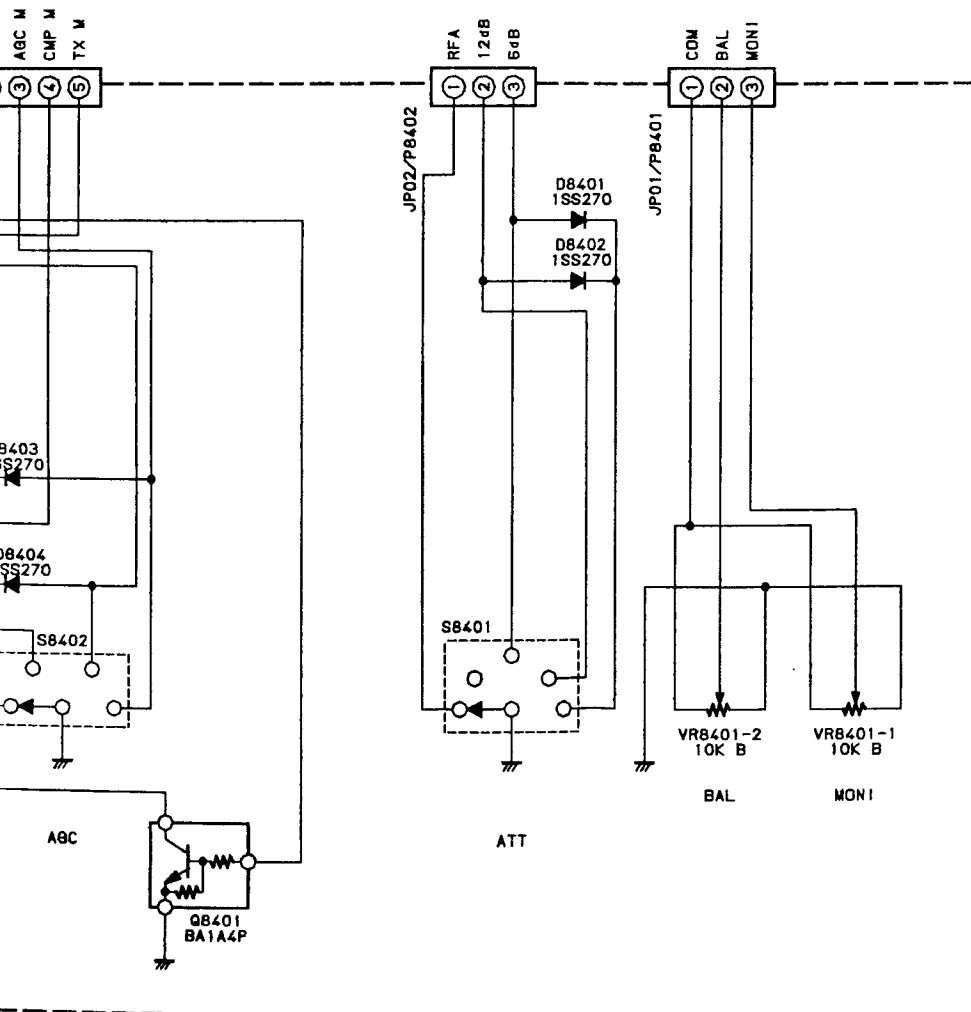 AGC M
CMP M
TX M
RFA
12dB
6dB
COM
BAL
MONI
3
4
5
1
2
3
1
2
3
JP02/P8402
JP01/P8401
D8401
1SS270
D8402
1SS270
8403
SS270
D8404
SS270
S8402
S8401
VR8401-2
10K B
VR8401-1
10K B
BAL
MONI
AGC
ATT
Q8401
BA1A4P